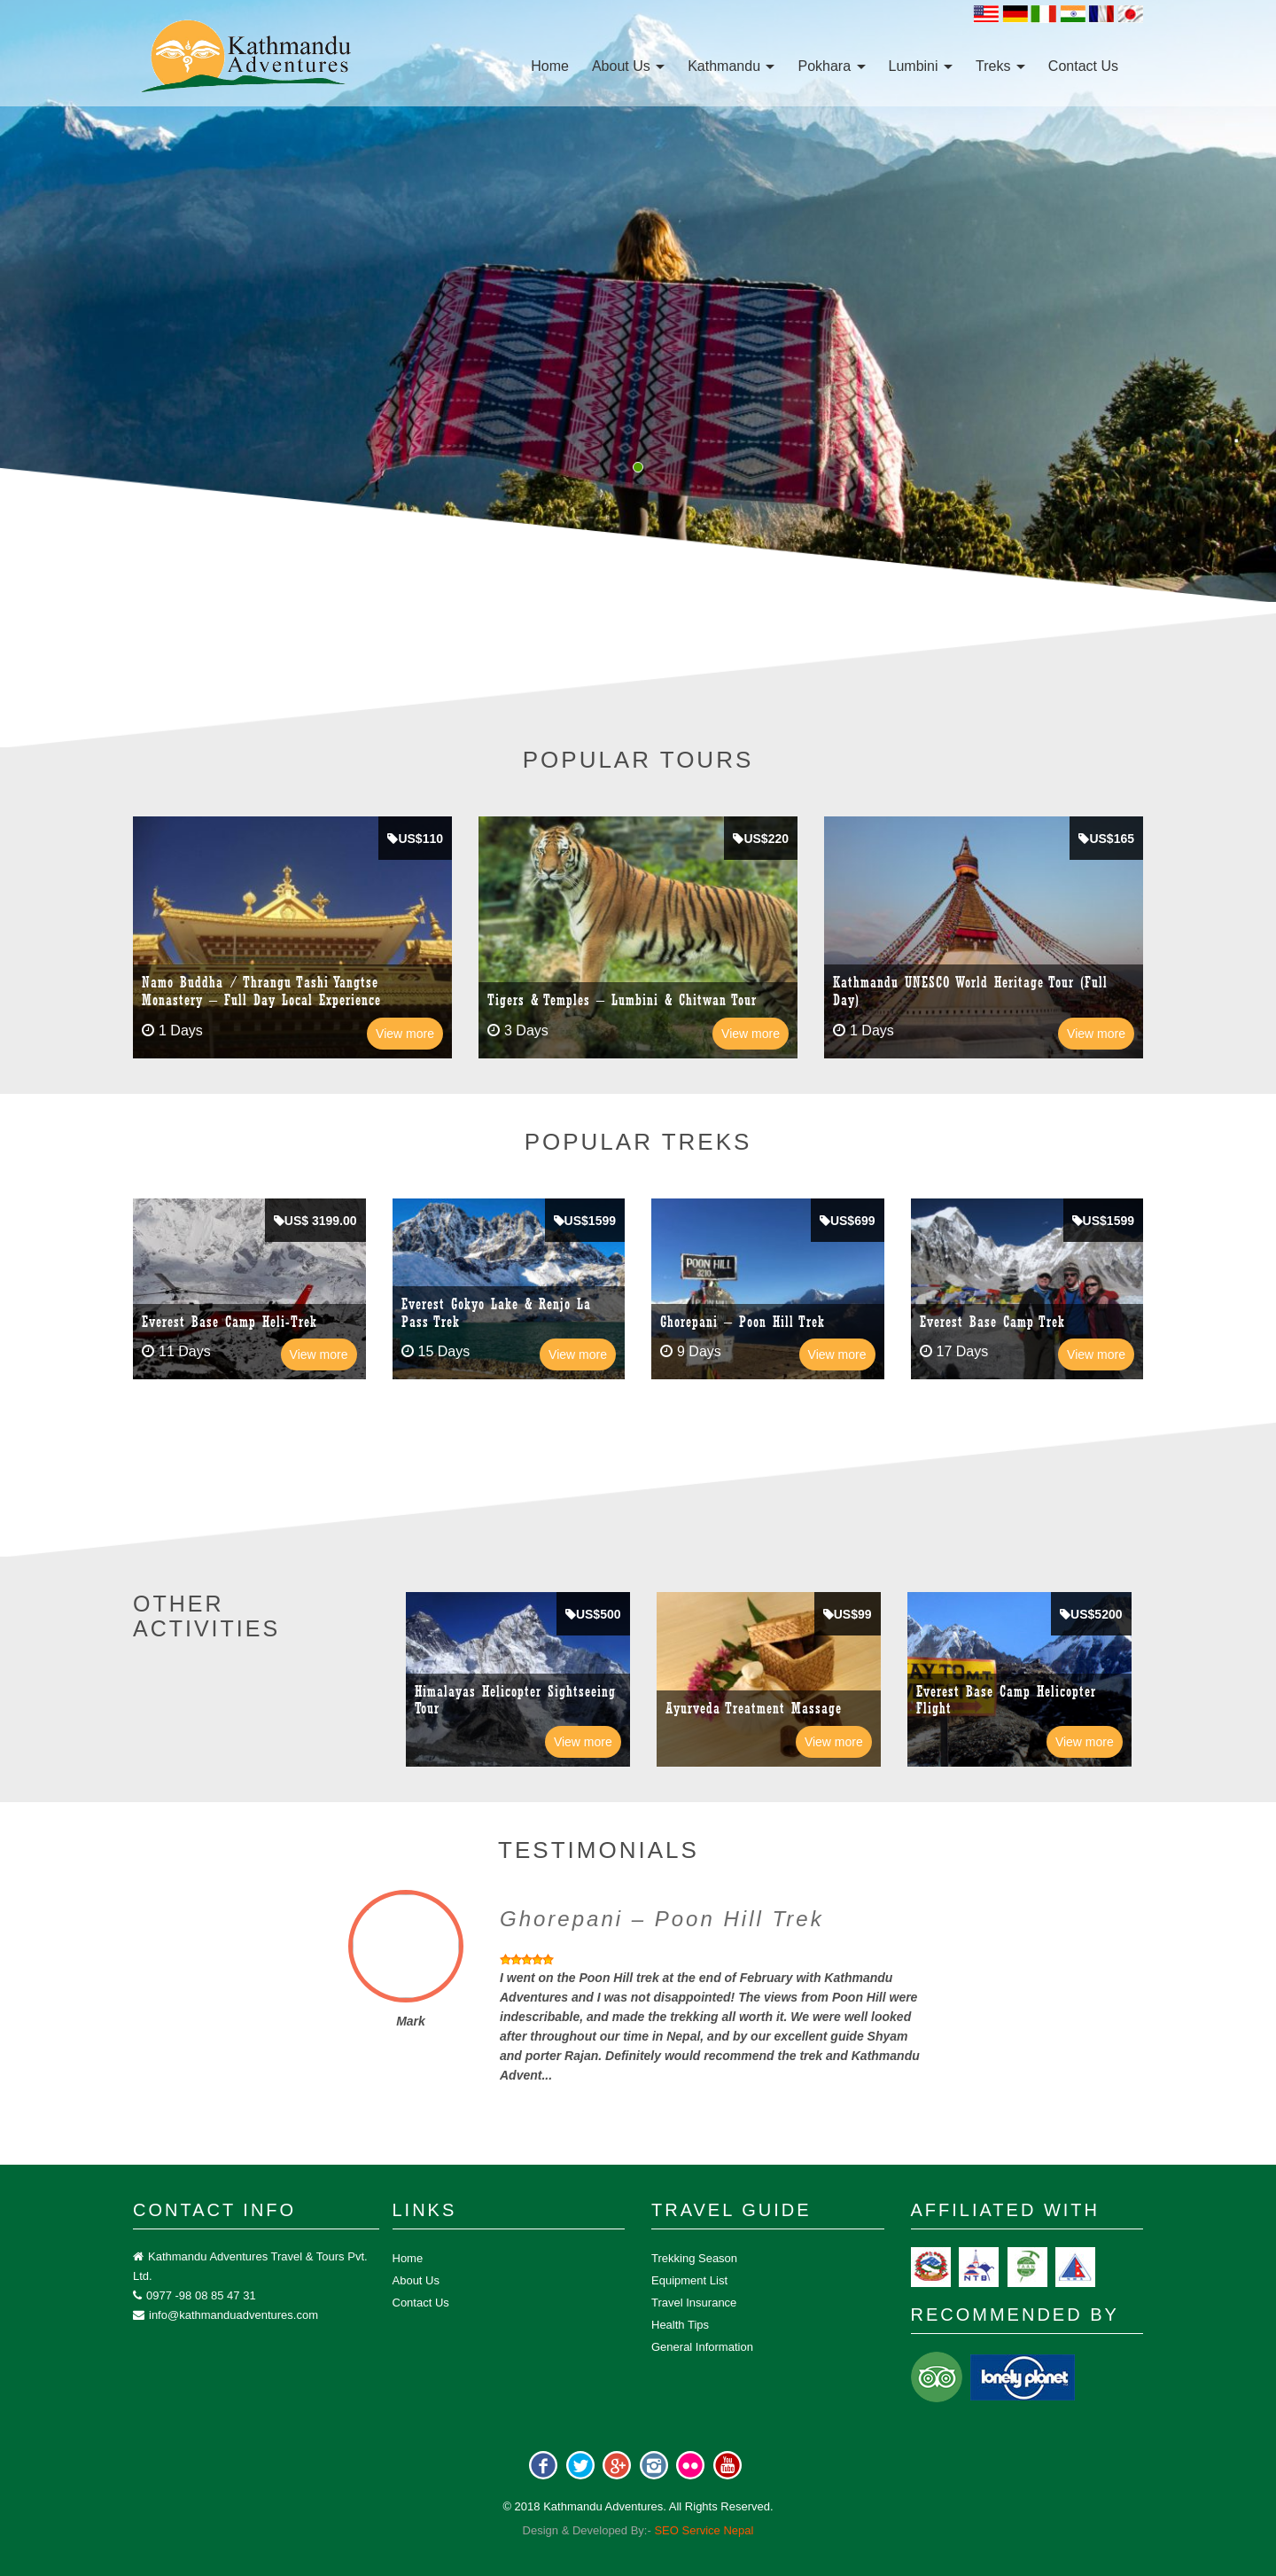 Kathmandu
Adventures
Home
About Us
Kathmandu
Pokhara
Lumbini
Treks
Contact Us
POPULAR TOURS
US$110
Namo Buddha / Thrangu Tashi Yangtse
Monastery – Full Day Local Experience
1 Days
View more
US$220
Tigers & Temples – Lumbini & Chitwan Tour
3 Days
View more
US$165
Kathmandu UNESCO World Heritage Tour (Full
Day)
1 Days
View more
POPULAR TREKS
US$ 3199.00
Everest Base Camp Heli-Trek
11 Days
View more
US$1599
Everest Gokyo Lake & Renjo La
Pass Trek
15 Days
View more
US$699
POON HILL
3210
Ghorepani – Poon Hill Trek
9 Days
View more
US$1599
Everest Base Camp Trek
17 Days
View more
OTHER
ACTIVITIES
US$500
Himalayas Helicopter Sightseeing
Tour
View more
US$99
Ayurveda Treatment Massage
View more
US$5200
AY TO M.T.
Everest Base Camp Helicopter
Flight
View more
TESTIMONIALS
Mark
Ghorepani – Poon Hill Trek
I went on the Poon Hill trek at the end of February with Kathmandu
Adventures and I was not disappointed! The views from Poon Hill were
indescribable, and made the trekking all worth it. We were well looked
after throughout our time in Nepal, and by our excellent guide Shyam
and porter Rajan. Definitely would recommend the trek and Kathmandu
Advent...
CONTACT INFO
Kathmandu Adventures Travel & Tours Pvt.
Ltd.
0977 -98 08 85 47 31
info@kathmanduadventures.com
LINKS
Home
About Us
Contact Us
TRAVEL GUIDE
Trekking Season
Equipment List
Travel Insurance
Health Tips
General Information
AFFILIATED WITH
NTB
RECOMMENDED BY
lonely planet
You
Tube
© 2018 Kathmandu Adventures. All Rights Reserved.
Design & Developed By:- SEO Service Nepal